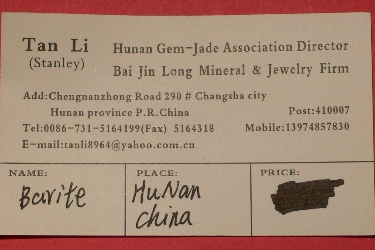 Tan Li Hunan Gem-Jade Association Director
(Stanley) Bai Jin Long Mineral & Jewelry Firm
Add:Chengnanzhong Road 290 # Changsha city
Hunan province P.R.China Post:410007
Tel:0086-731-5164199(Fax) 5164318 Mobile:13974857830
E-mail:tanli8964@yahoo.com.cn
NAME: PLACE: PRICE:
Barite HuNan
China